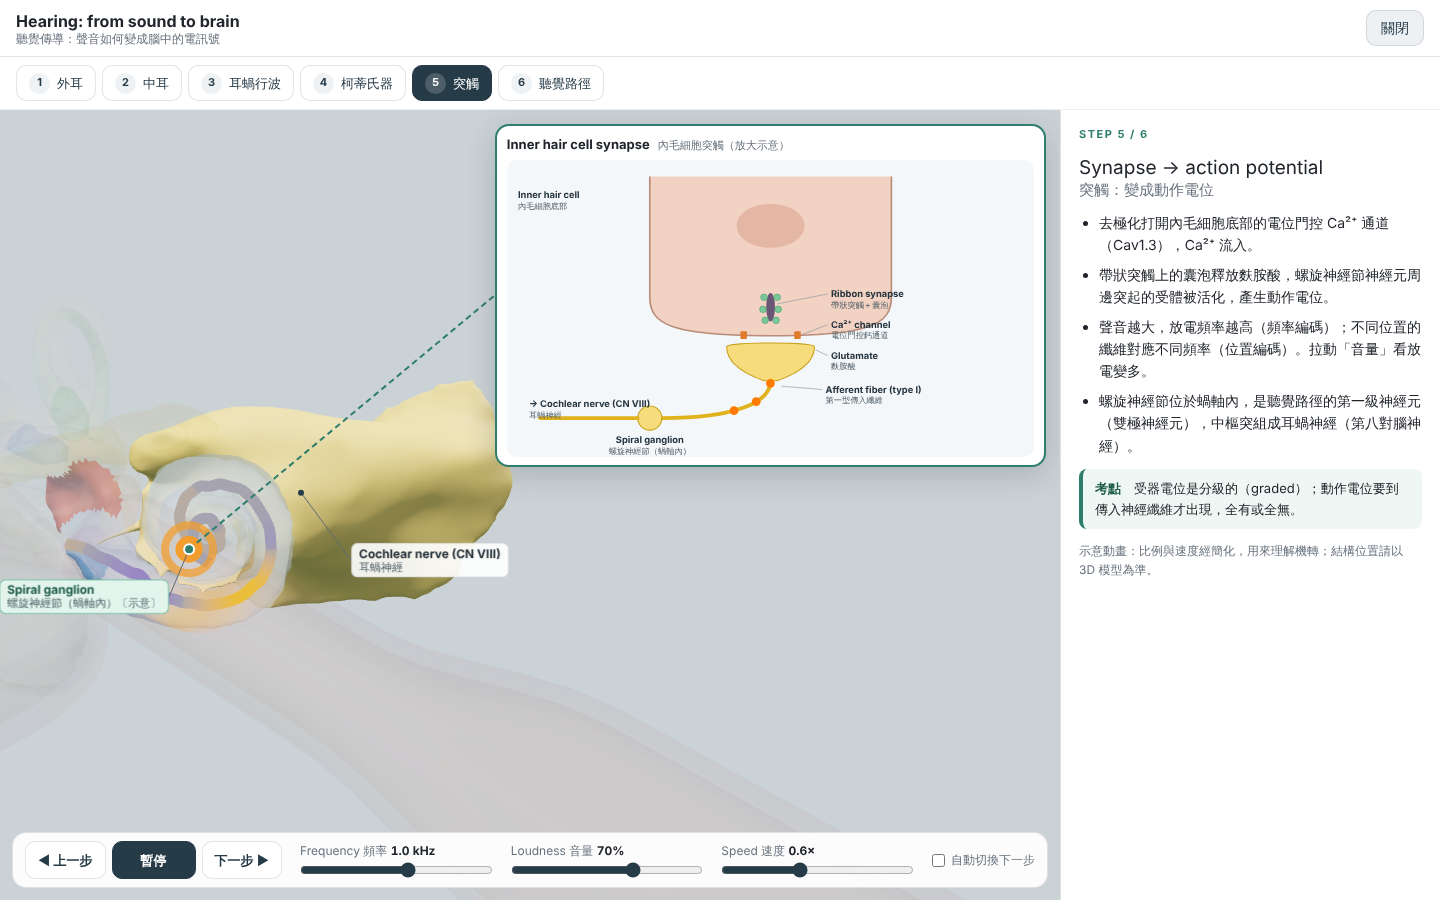 Hearing: from sound to brain
聽覺傳導：聲音如何變成腦中的電訊號
關閉
1 外耳
2 中耳
3 耳蝸行波
4 柯蒂氏器
5 突觸
6 聽覺路徑
Inner hair cell synapse 內毛細胞突觸（放大示意）
Inner hair cell
內毛細胞底部
Ribbon synapse
帶狀突觸＋囊泡
Ca²⁺ channel
電位門控鈣通道
Glutamate
麩胺酸
Afferent fiber (type I)
第一型傳入纖維
→ Cochlear nerve (CN VIII)
耳蝸神經
Spiral ganglion
螺旋神經節（蝸軸內）
Cochlear nerve (CN VIII)
耳蝸神經
Spiral ganglion
螺旋神經節（蝸軸內）〔示意〕
STEP 5 / 6
Synapse → action potential
突觸：變成動作電位
• 去極化打開內毛細胞底部的電位門控 Ca²⁺ 通道
（Cav1.3），Ca²⁺ 流入。
• 帶狀突觸上的囊泡釋放麩胺酸，螺旋神經節神經元周
邊突起的受體被活化，產生動作電位。
• 聲音越大，放電頻率越高（頻率編碼）；不同位置的
纖維對應不同頻率（位置編碼）。拉動「音量」看放
電變多。
• 螺旋神經節位於蝸軸內，是聽覺路徑的第一級神經元
（雙極神經元），中樞突組成耳蝸神經（第八對腦神
經）。
考點 受器電位是分級的（graded）；動作電位要到
傳入神經纖維才出現，全有或全無。
示意動畫：比例與速度經簡化，用來理解機轉；結構位置請以
3D 模型為準。
◀ 上一步
暫停
下一步 ▶
Frequency 頻率 1.0 kHz
Loudness 音量 70%
Speed 速度 0.6×
自動切換下一步